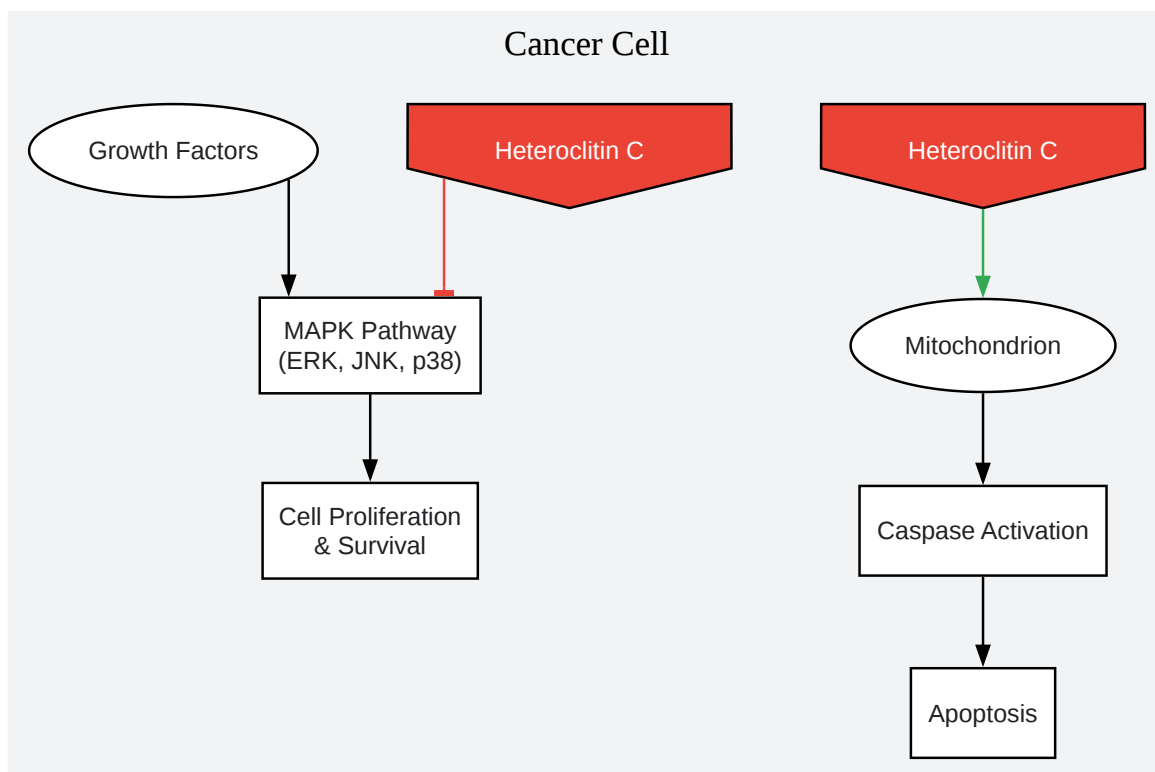 Cancer Cell
Growth Factors
Heteroclitin C
Heteroclitin C
MAPK Pathway
(ERK, JNK, p38)
Mitochondrion
Cell Proliferation
& Survival
Caspase Activation
Apoptosis